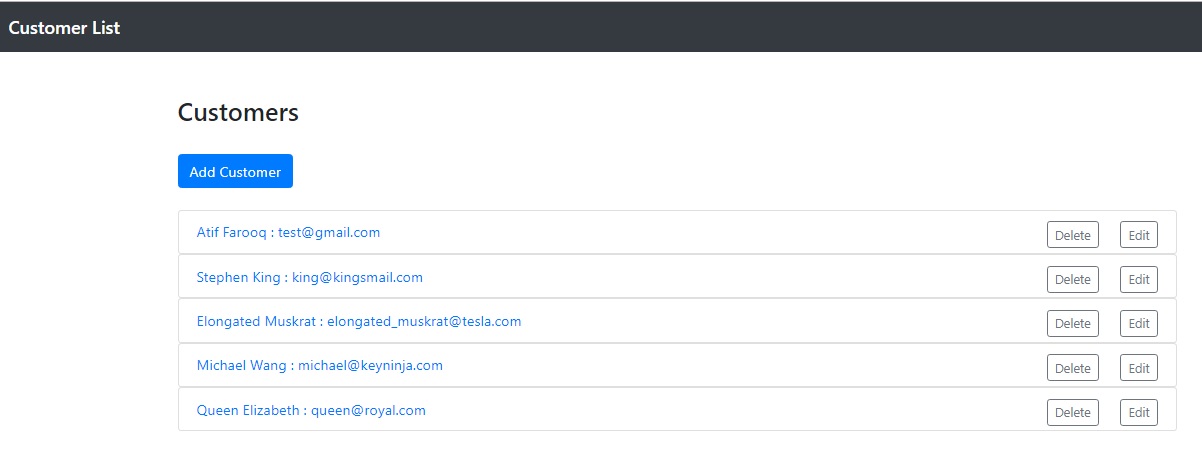 Customer List
Customers
Add Customer
Atif Farooq : test@gmail.com Delete Edit
Stephen King : king@kingsmail.com Delete Edit
Elongated Muskrat : elongated_muskrat@tesla.com Delete Edit
Michael Wang : michael@keyninja.com Delete Edit
Queen Elizabeth : queen@royal.com Delete Edit